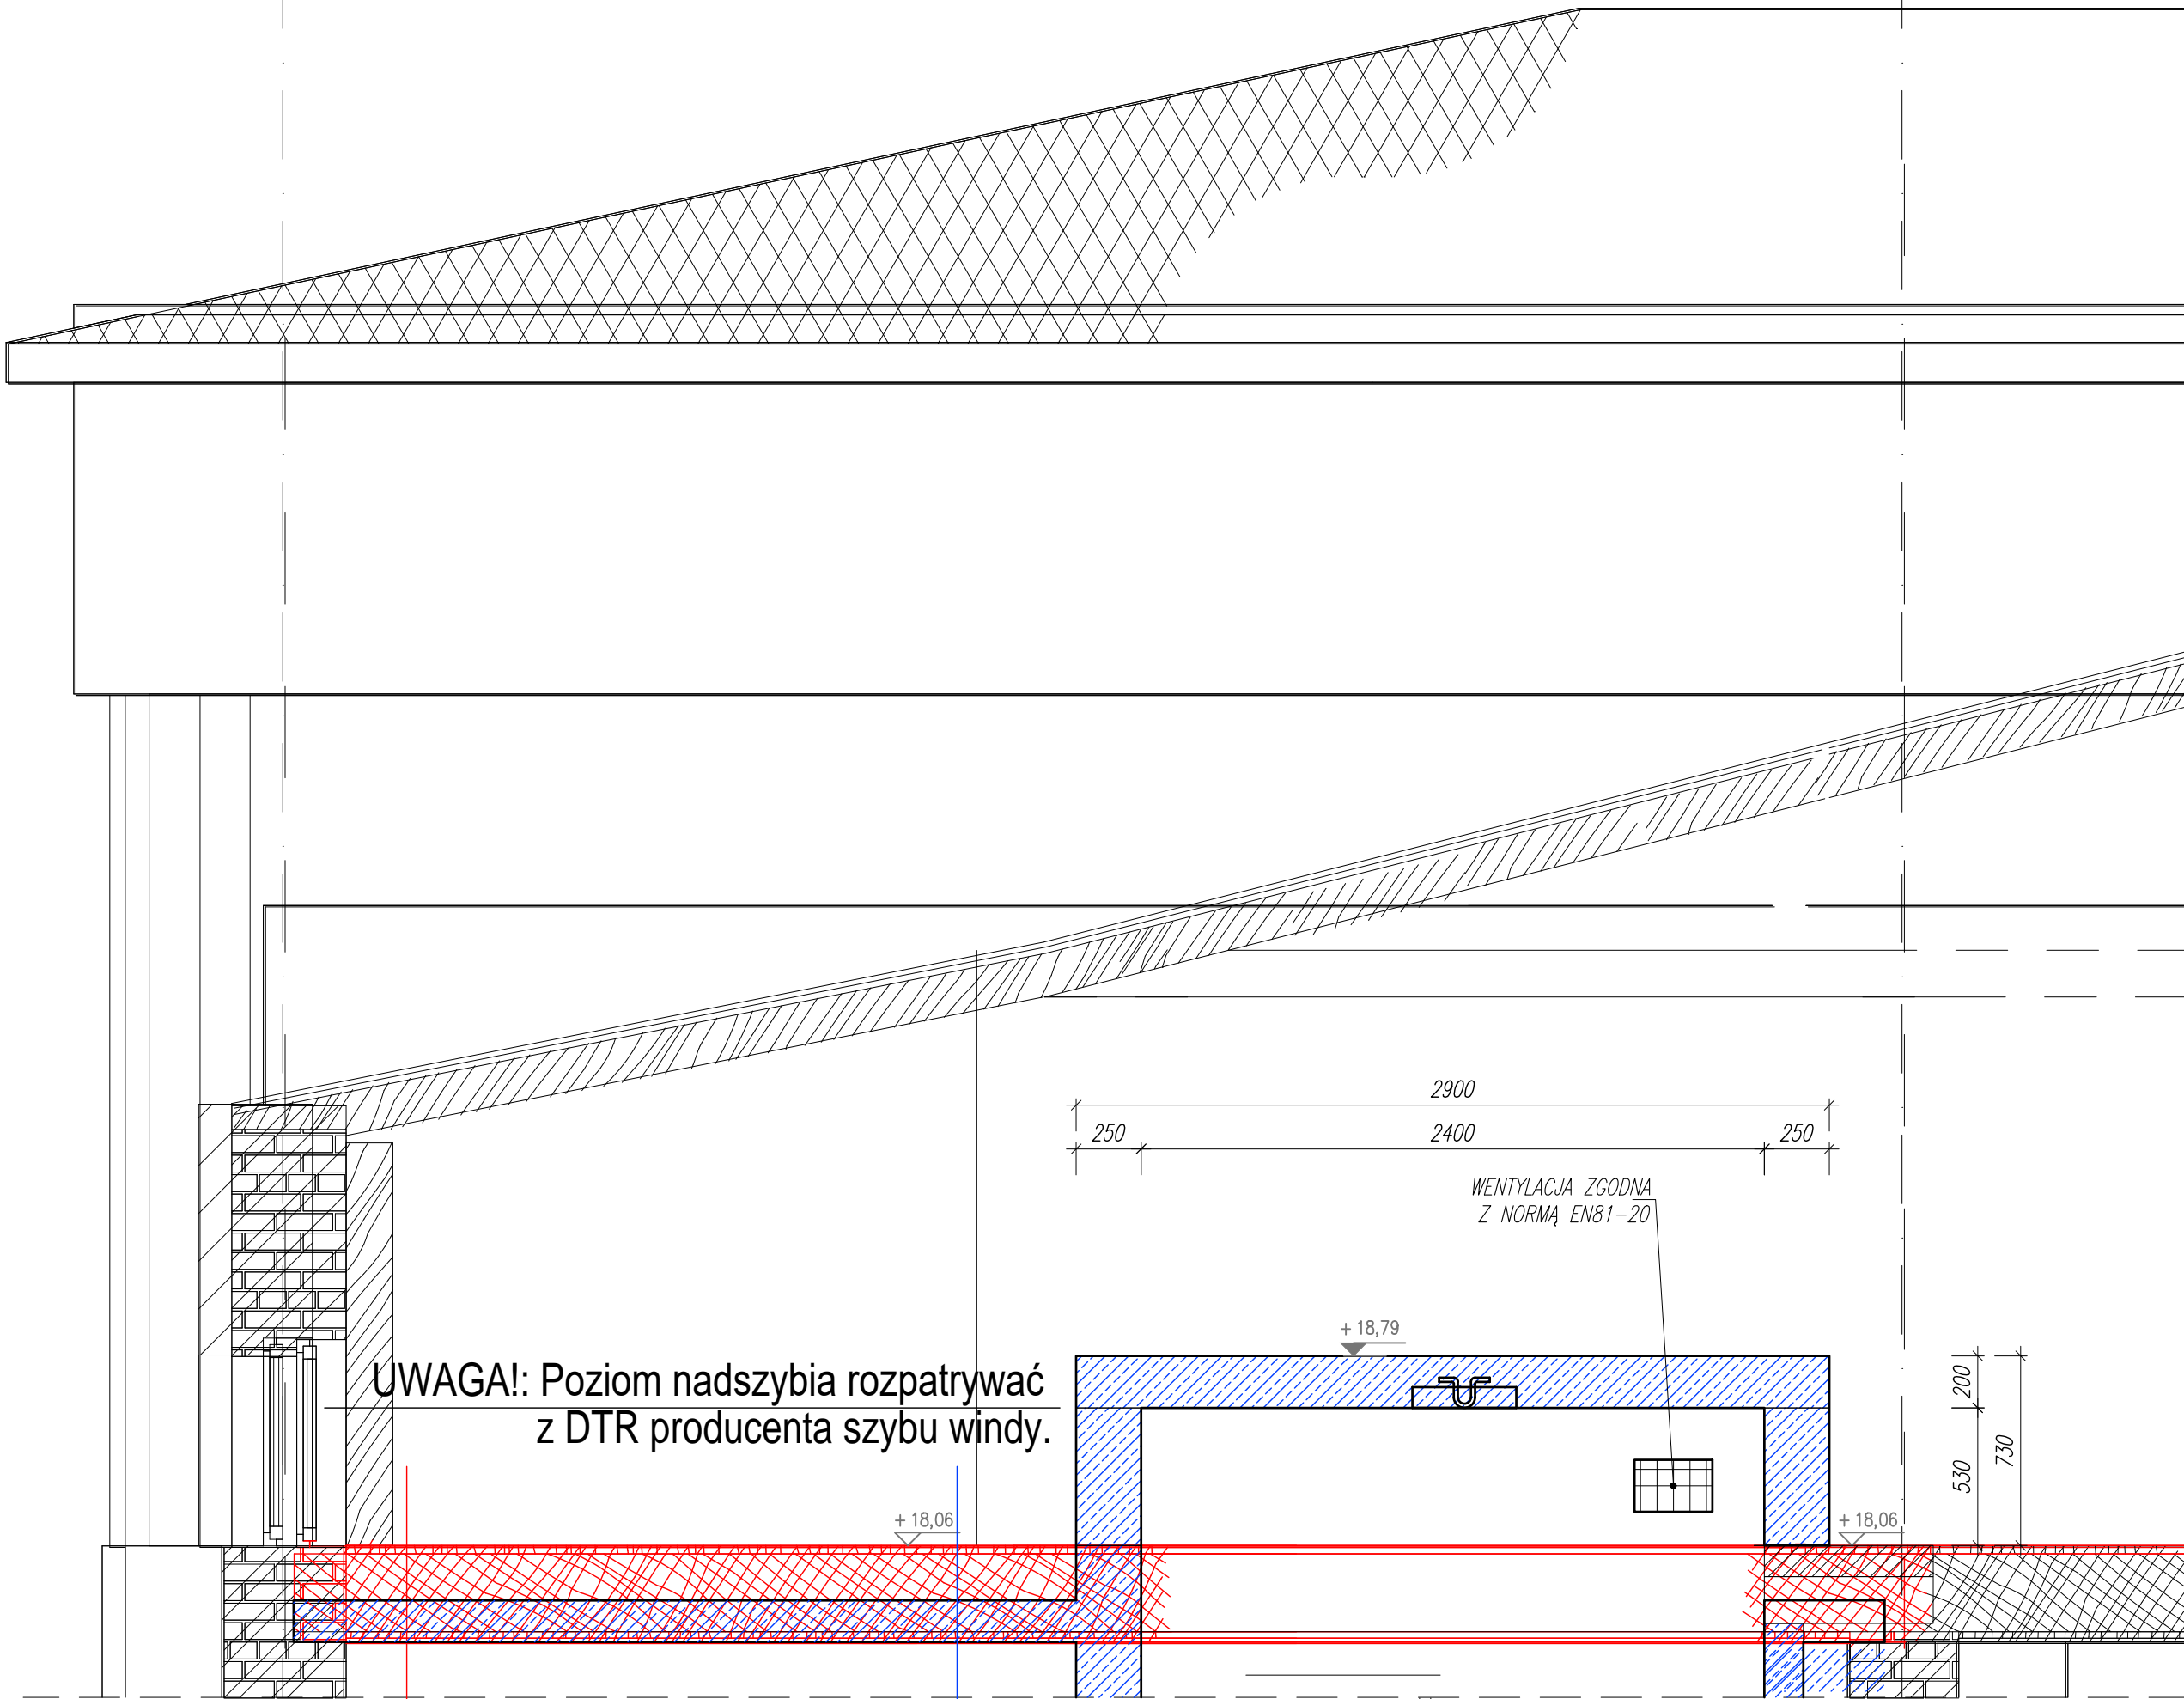 2900
250 2400 250
WENTYLACJA ZGODNA
Z NORMĄ EN81-20
+ 18,79
UWAGA!: Poziom nadszybia rozpatrywać
z DTR producenta szybu windy.
200
530
730
+ 18,06
+ 18,06